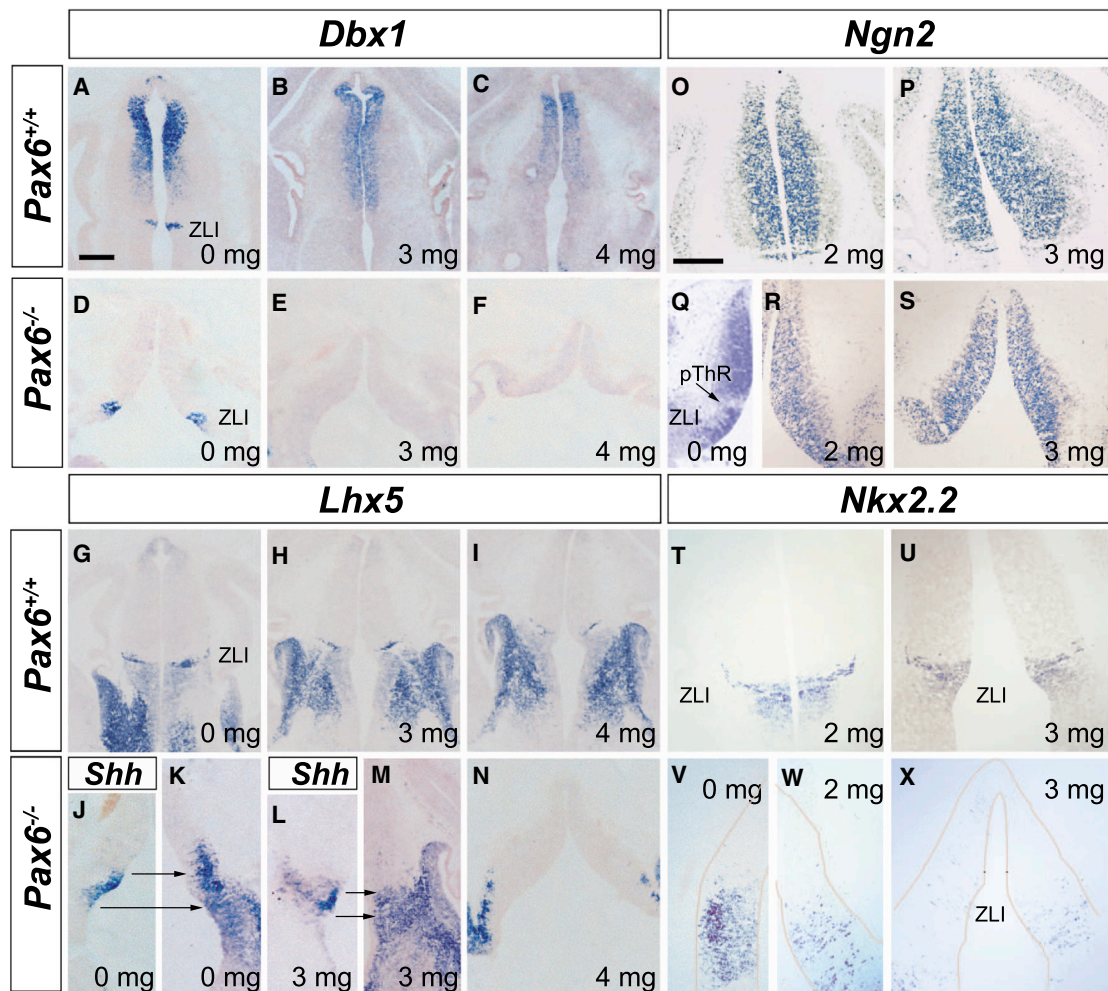 Dbx1 Ngn2
Pax6+/+
A B C O P
ZLI
0 mg 3 mg 4 mg 2 mg 3 mg
Pax6-/-
D E F Q R S
pThR
ZLI ZLI
0 mg 3 mg 4 mg 0 mg 2 mg 3 mg
Lhx5 Nkx2.2
Pax6+/+
G H I T U
ZLI ZLI ZLI
0 mg 3 mg 4 mg 2 mg 3 mg
Pax6-/-
Shh Shh
J K L M N V W X
0 mg 2 mg 3 mg
ZLI
0 mg 0 mg 3 mg 3 mg 4 mg